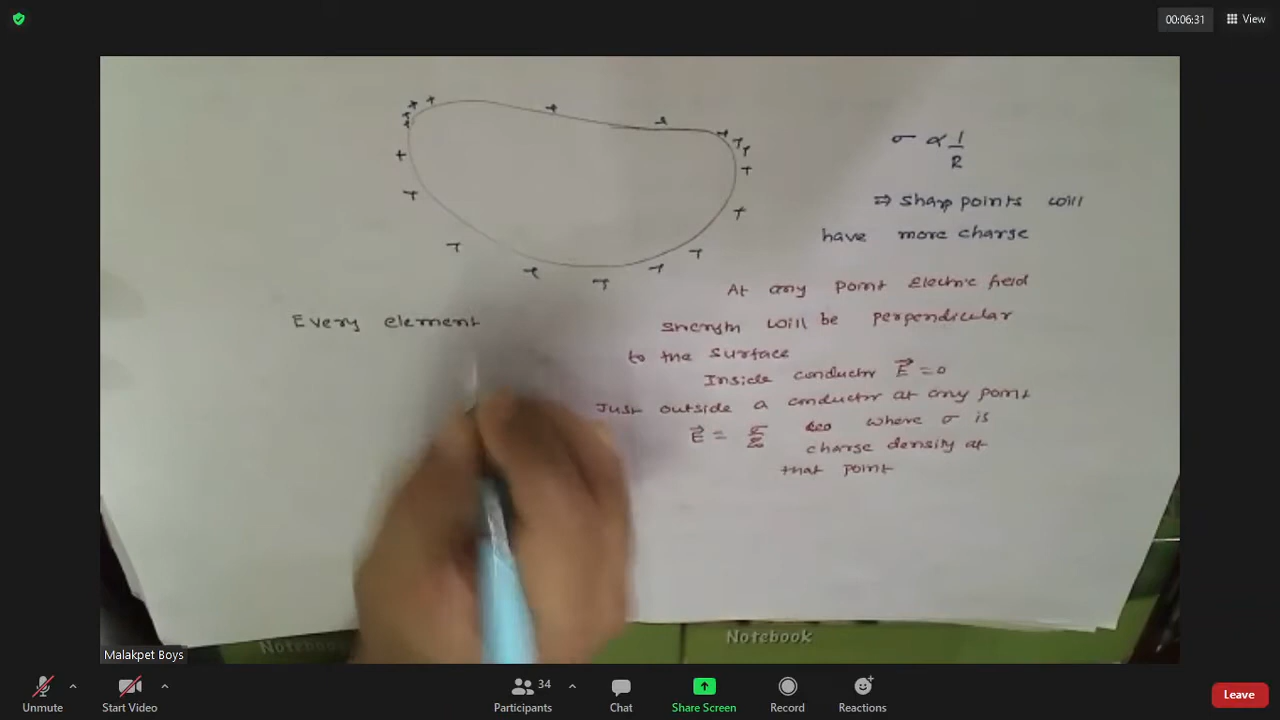 00:06:31
View
σ ∝ 1/R
⇒ sharp points will
have more charge
At any point Electric field
strength will be perpendicular
to the surface
Every element
Inside conductor E⃗ = 0
Just outside a conductor at any point
E⃗ = σ/ε₀ where σ is
charge density at
that point
Notebook
Notebook
Malakpet Boys
Unmute
Start Video
34
Participants
Chat
Share Screen
Record
Reactions
Leave